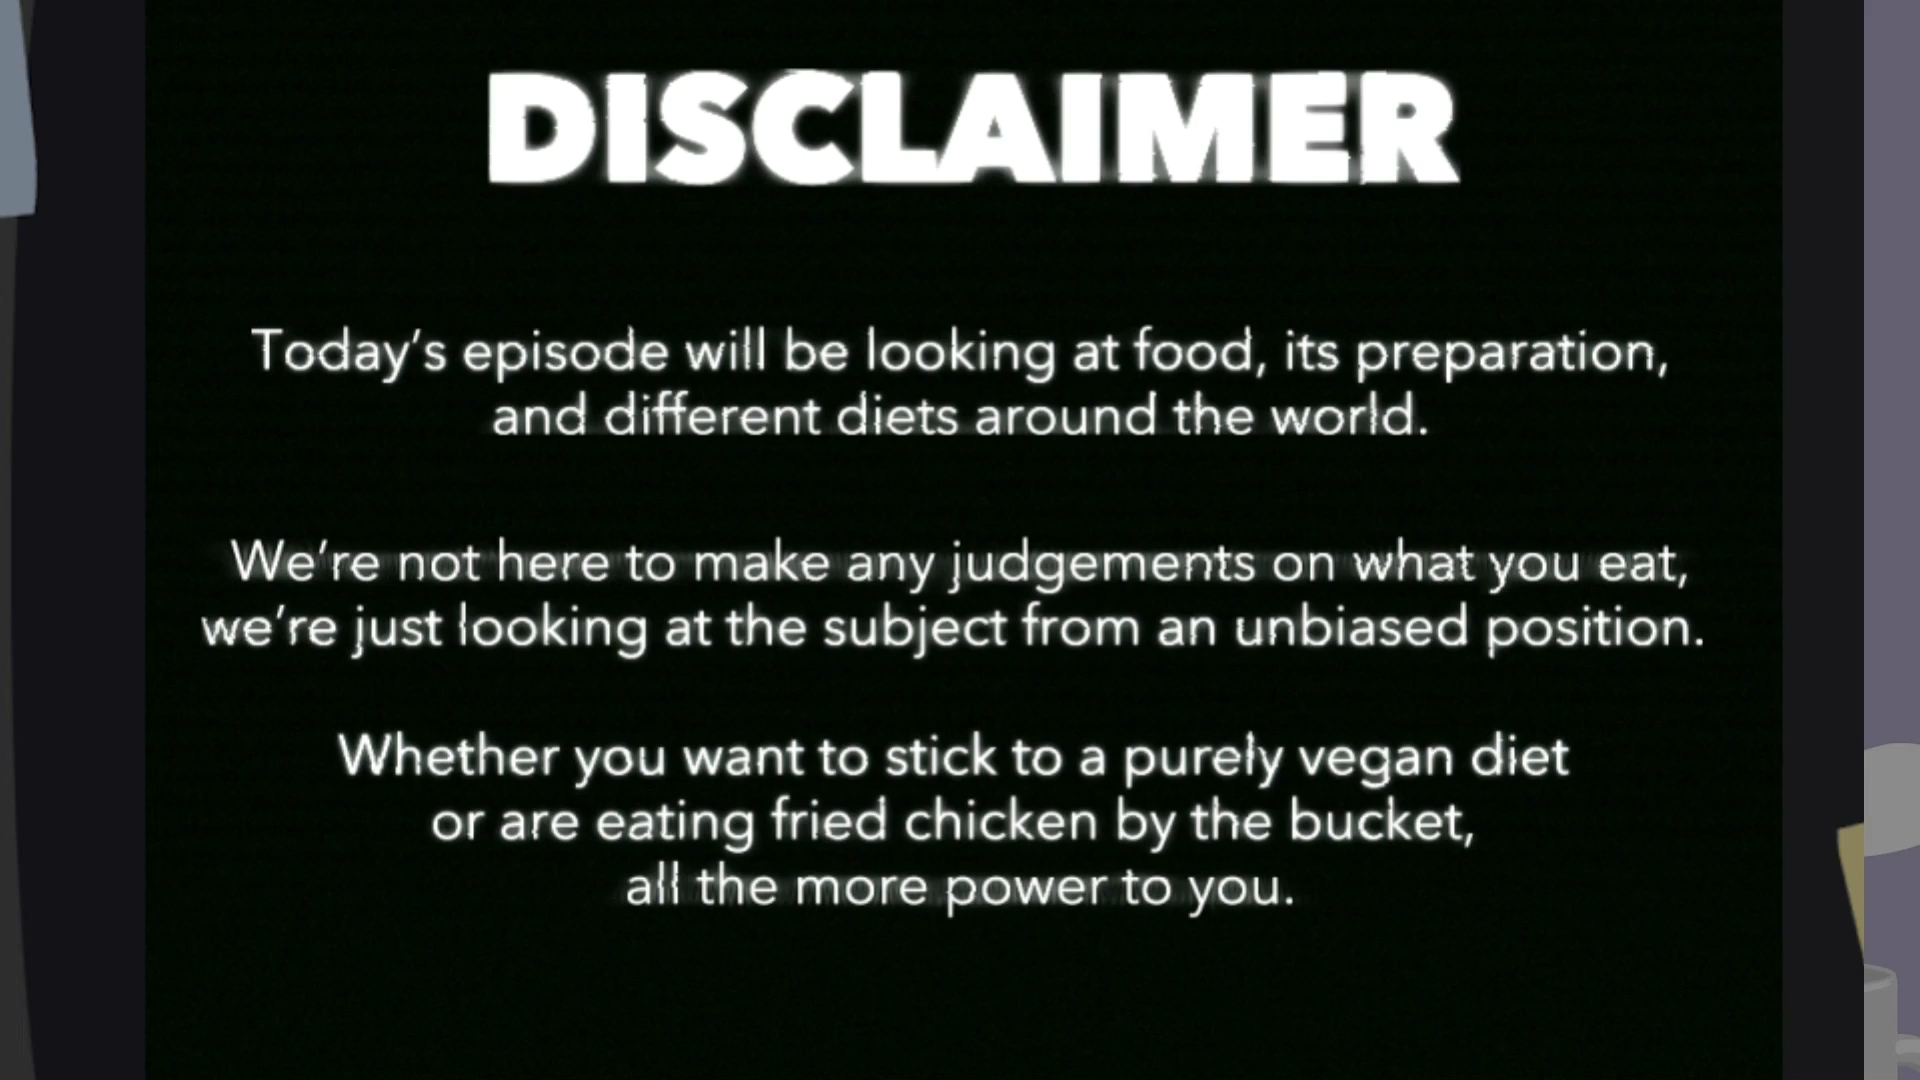 DISCLAIMER
Today’s episode will be looking at food, its preparation,
and different diets around the world.
We’re not here to make any judgements on what you eat,
we’re just looking at the subject from an unbiased position.
Whether you want to stick to a purely vegan diet
or are eating fried chicken by the bucket,
all the more power to you.